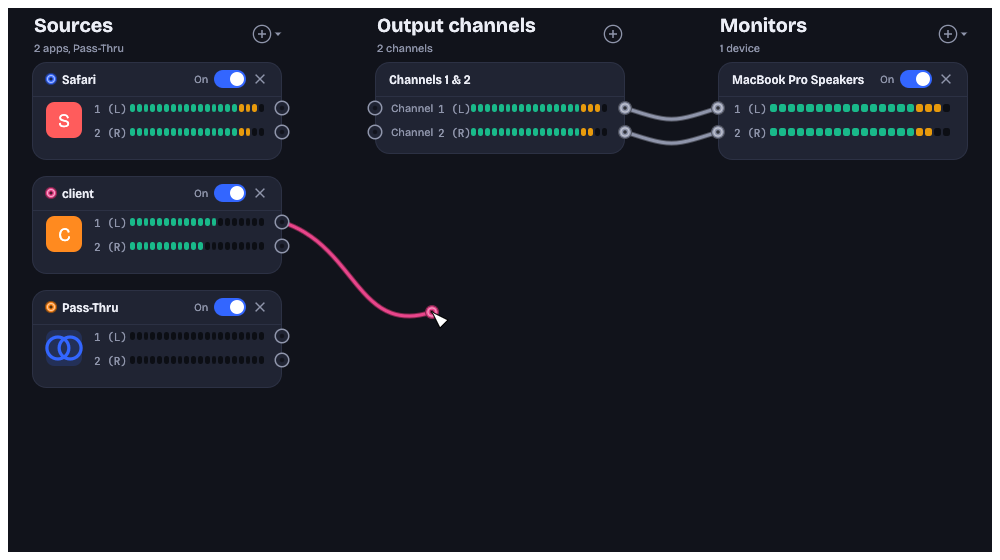 Sources
2 apps, Pass-Thru
Safari On
S
1 (L)
2 (R)
client On
C
1 (L)
2 (R)
Pass-Thru On
1 (L)
2 (R)
Output channels
2 channels
Channels 1 & 2
Channel 1 (L)
Channel 2 (R)
Monitors
1 device
MacBook Pro Speakers On
1 (L)
2 (R)